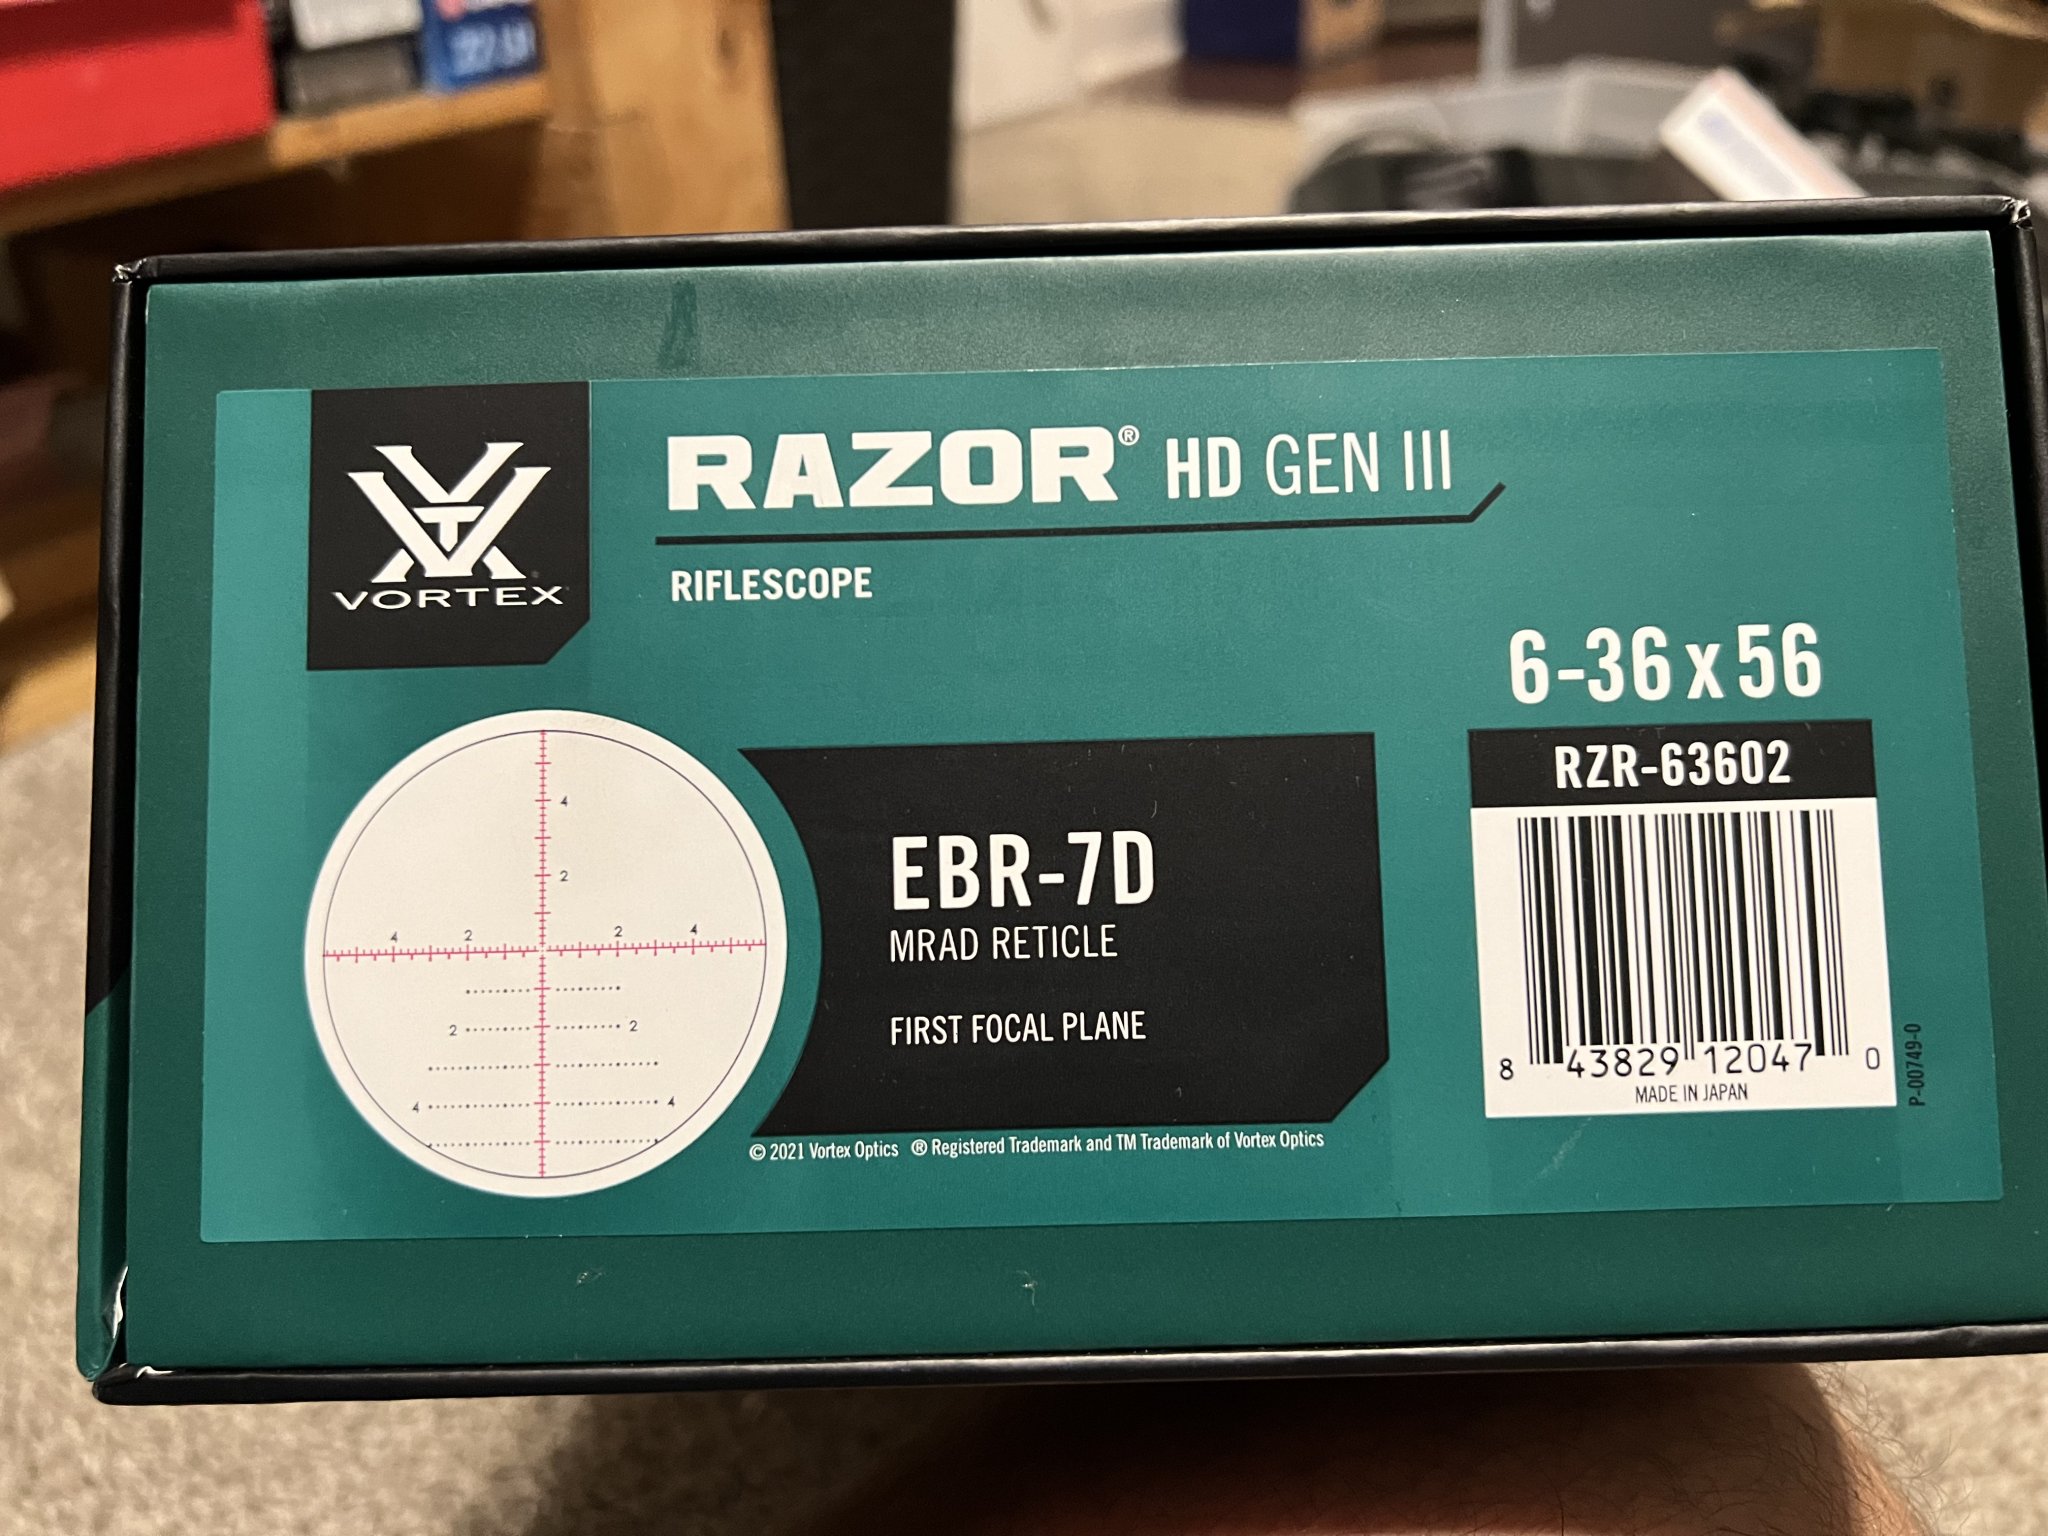 VORTEX
RAZOR® HD GEN III
RIFLESCOPE
6-36 x 56
RZR-63602
4
2
4 2 2 4
2 2
4 4
EBR-7D
MRAD RETICLE
FIRST FOCAL PLANE
8 43829 12047 0
MADE IN JAPAN
P-00749-0
© 2021 Vortex Optics ® Registered Trademark and TM Trademark of Vortex Optics